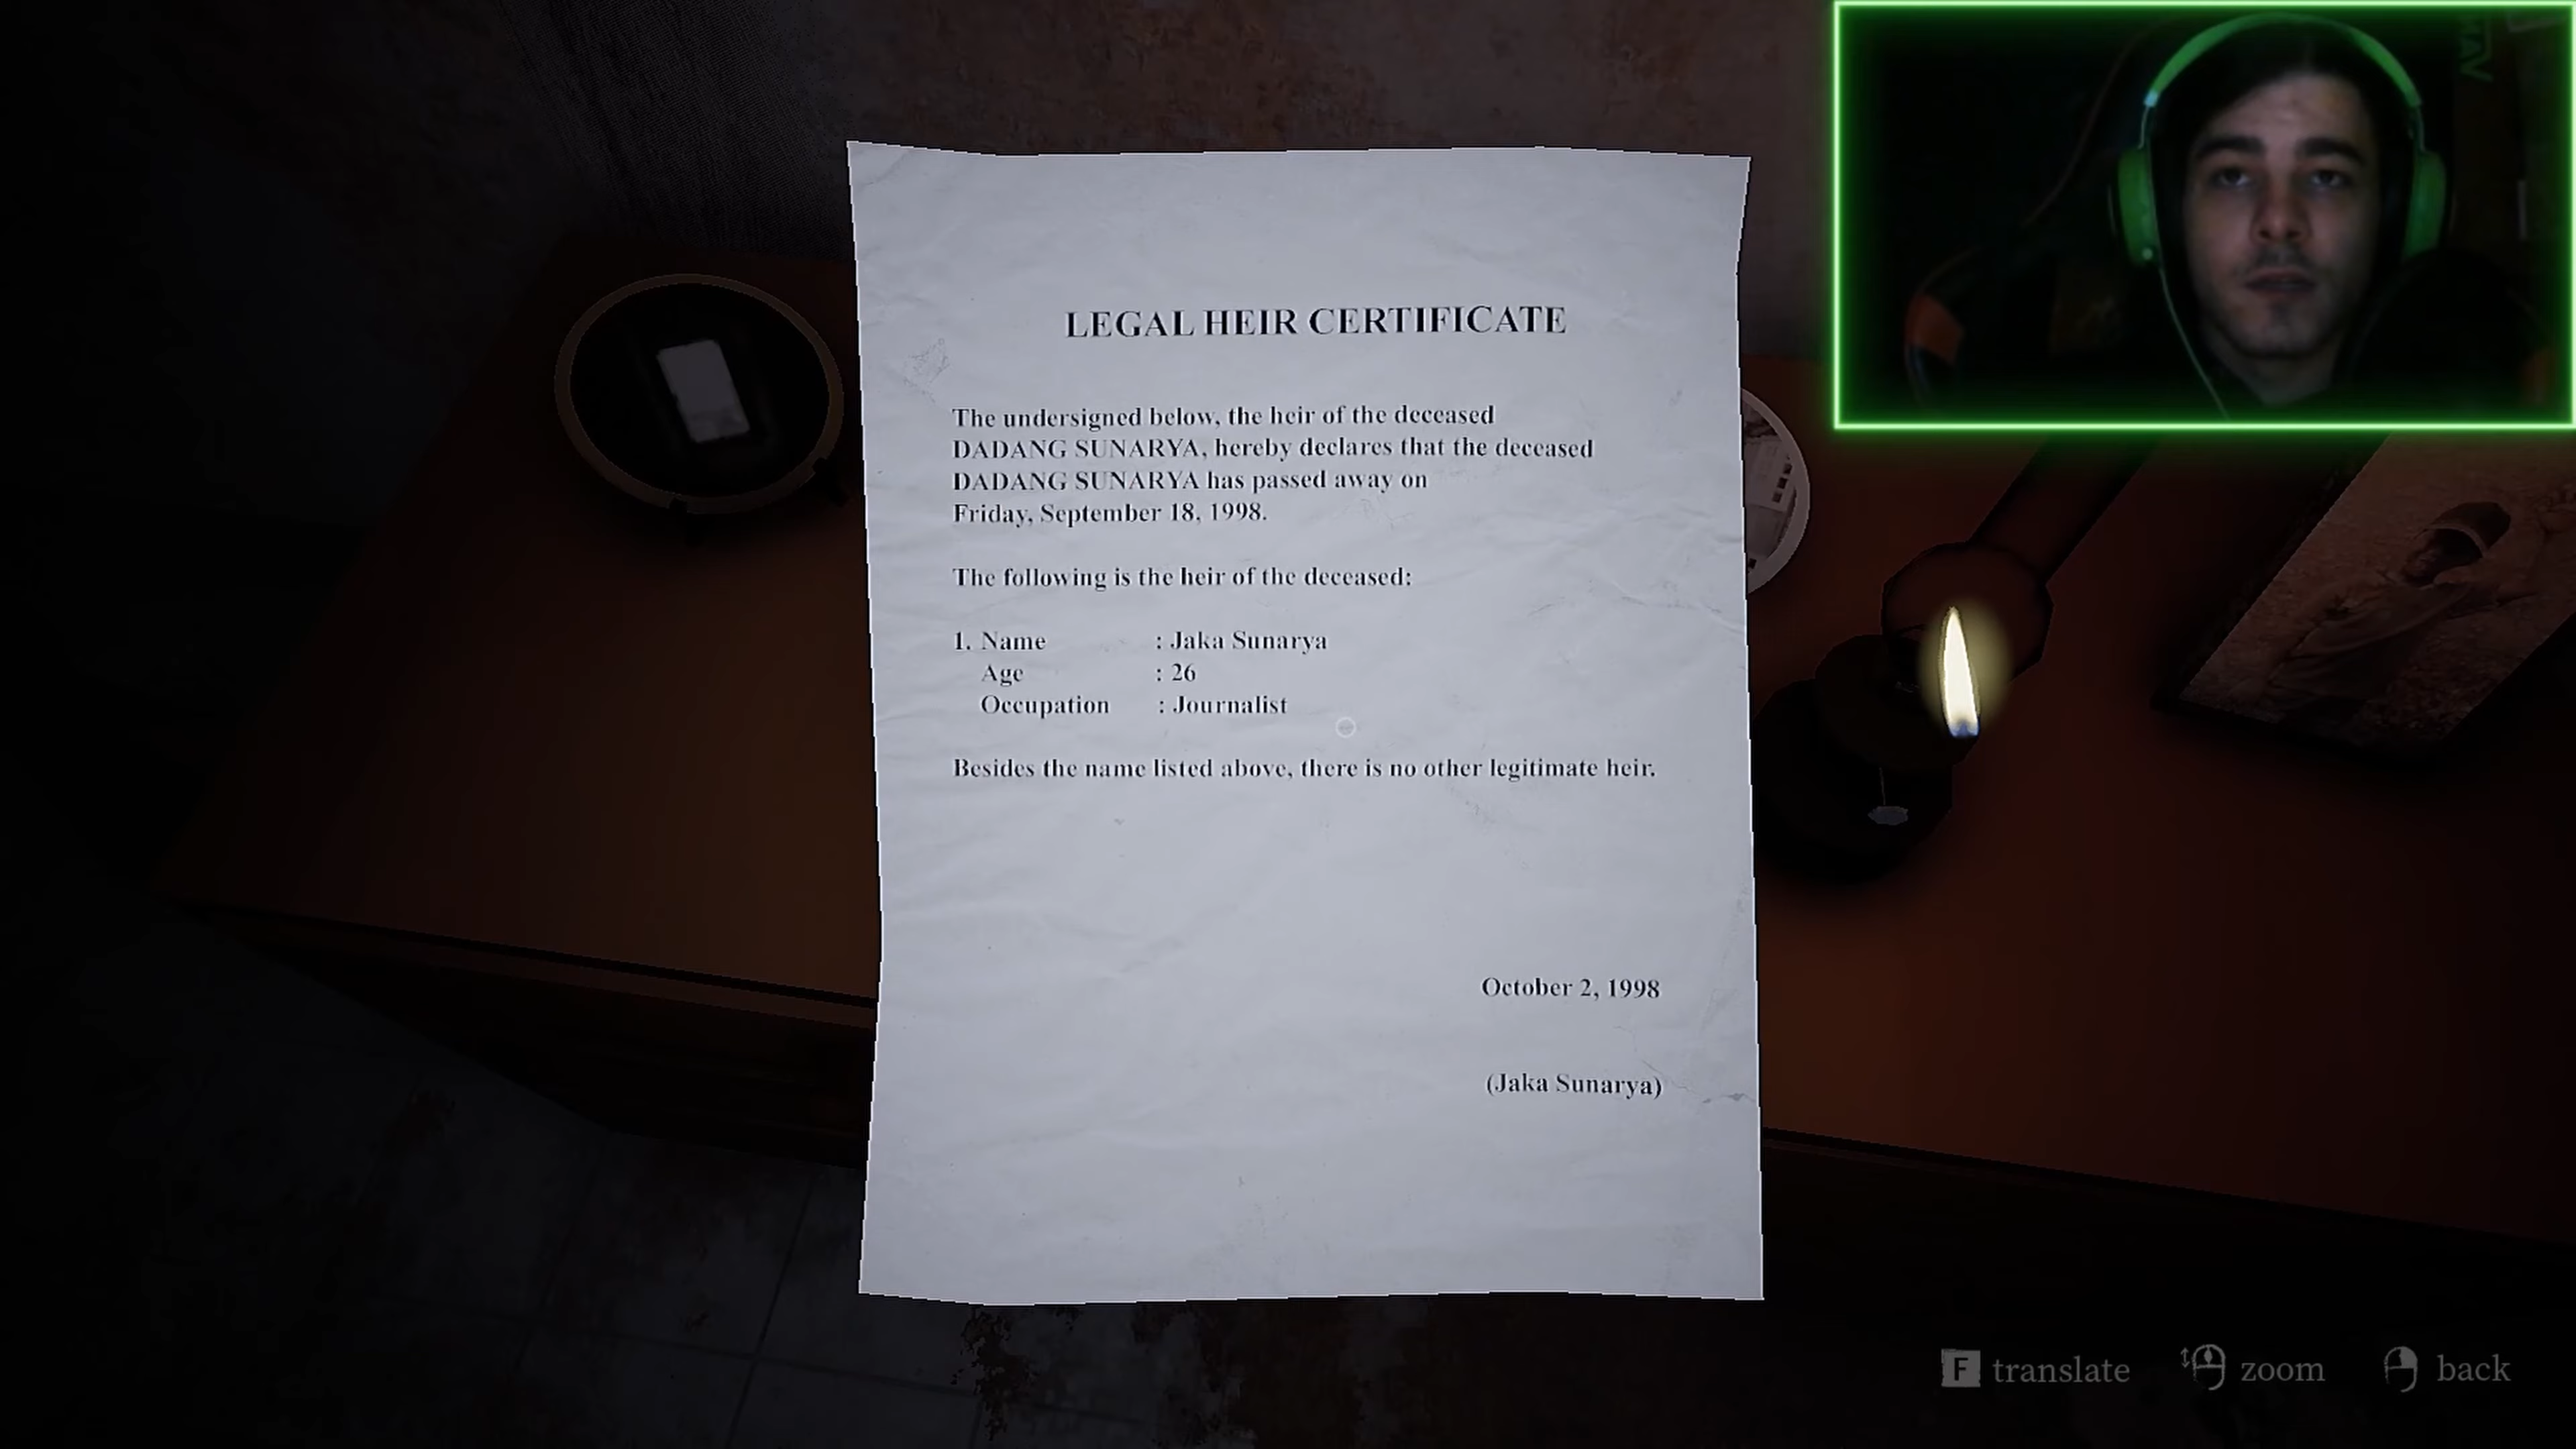 LEGAL HEIR CERTIFICATE
The undersigned below, the heir of the deceased
DADANG SUNARYA, hereby declares that the deceased
DADANG SUNARYA has passed away on
Friday, September 18, 1998.
The following is the heir of the deceased:
1. Name : Jaka Sunarya
Age : 26
Occupation : Journalist
Besides the name listed above, there is no other legitimate heir.
October 2, 1998
(Jaka Sunarya)
F translate zoom back